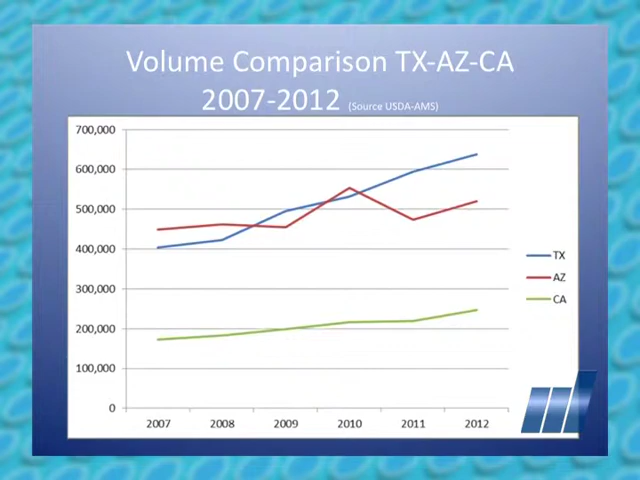 Volume Comparison TX-AZ-CA
2007-2012 (Source USDA-AMS)
700,000
600,000
500,000
400,000
300,000
200,000
100,000
0
2007 2008 2009 2010 2011 2012
TX
AZ
CA